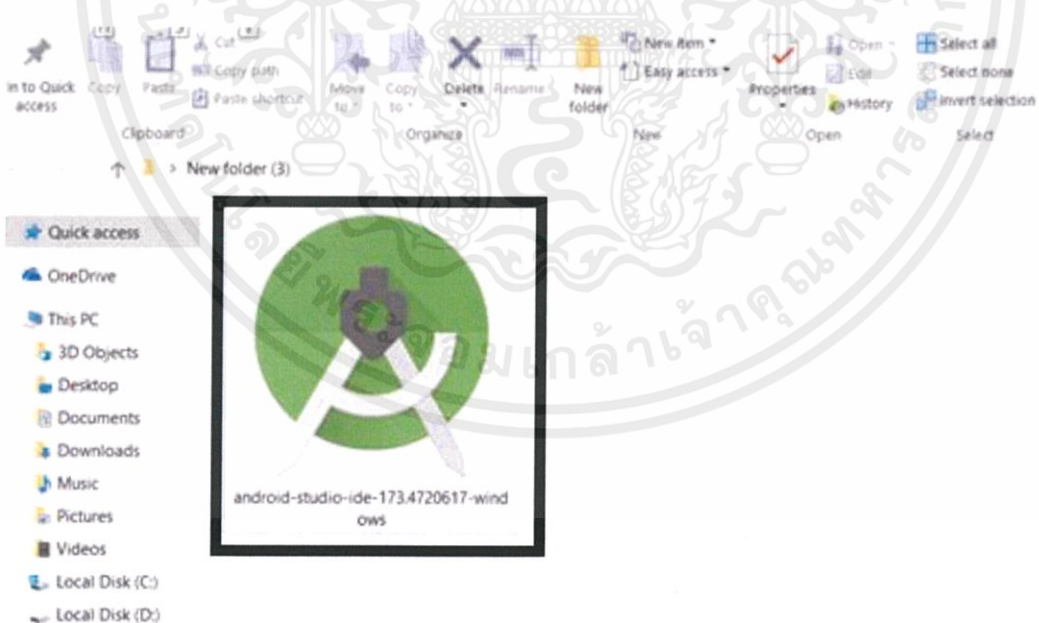 Cut
New item
Open
Select all
Copy path
Easy access
Edit
Select none
in to Quick access
Copy
Paste
Paste shortcut
Move to
Copy to
Delete
Rename
New folder
Properties
History
Invert selection
Clipboard
Organize
New
Open
Select
New folder (3)
Quick access
OneDrive
This PC
3D Objects
Desktop
Documents
Downloads
Music
Pictures
Videos
Local Disk (C:)
Local Disk (D:)
android-studio-ide-173.4720617-wind
ows